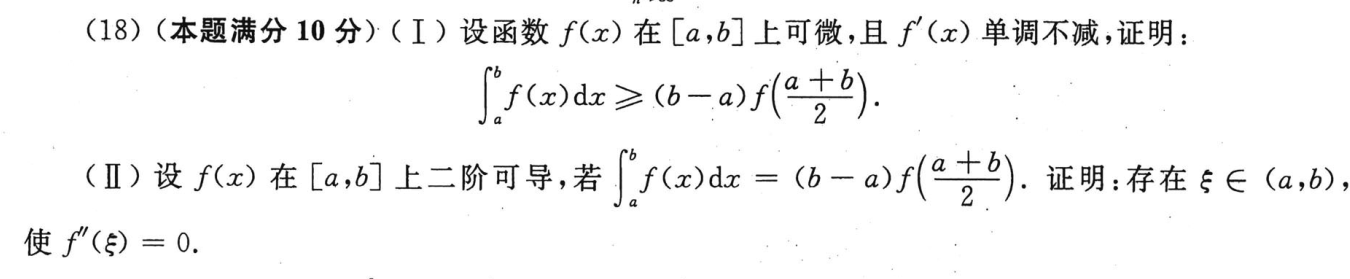 (18)(本题满分 10 分)(Ⅰ)设函数 f(x) 在 [a,b] 上可微,且 f′(x) 单调不减,证明:
∫_a^b f(x)dx ⩾ (b−a)f((a+b)/2).
(Ⅱ)设 f(x) 在 [a,b] 上二阶可导,若 ∫_a^b f(x)dx = (b−a)f((a+b)/2). 证明:存在 ξ∈(a,b),
使 f″(ξ)=0.